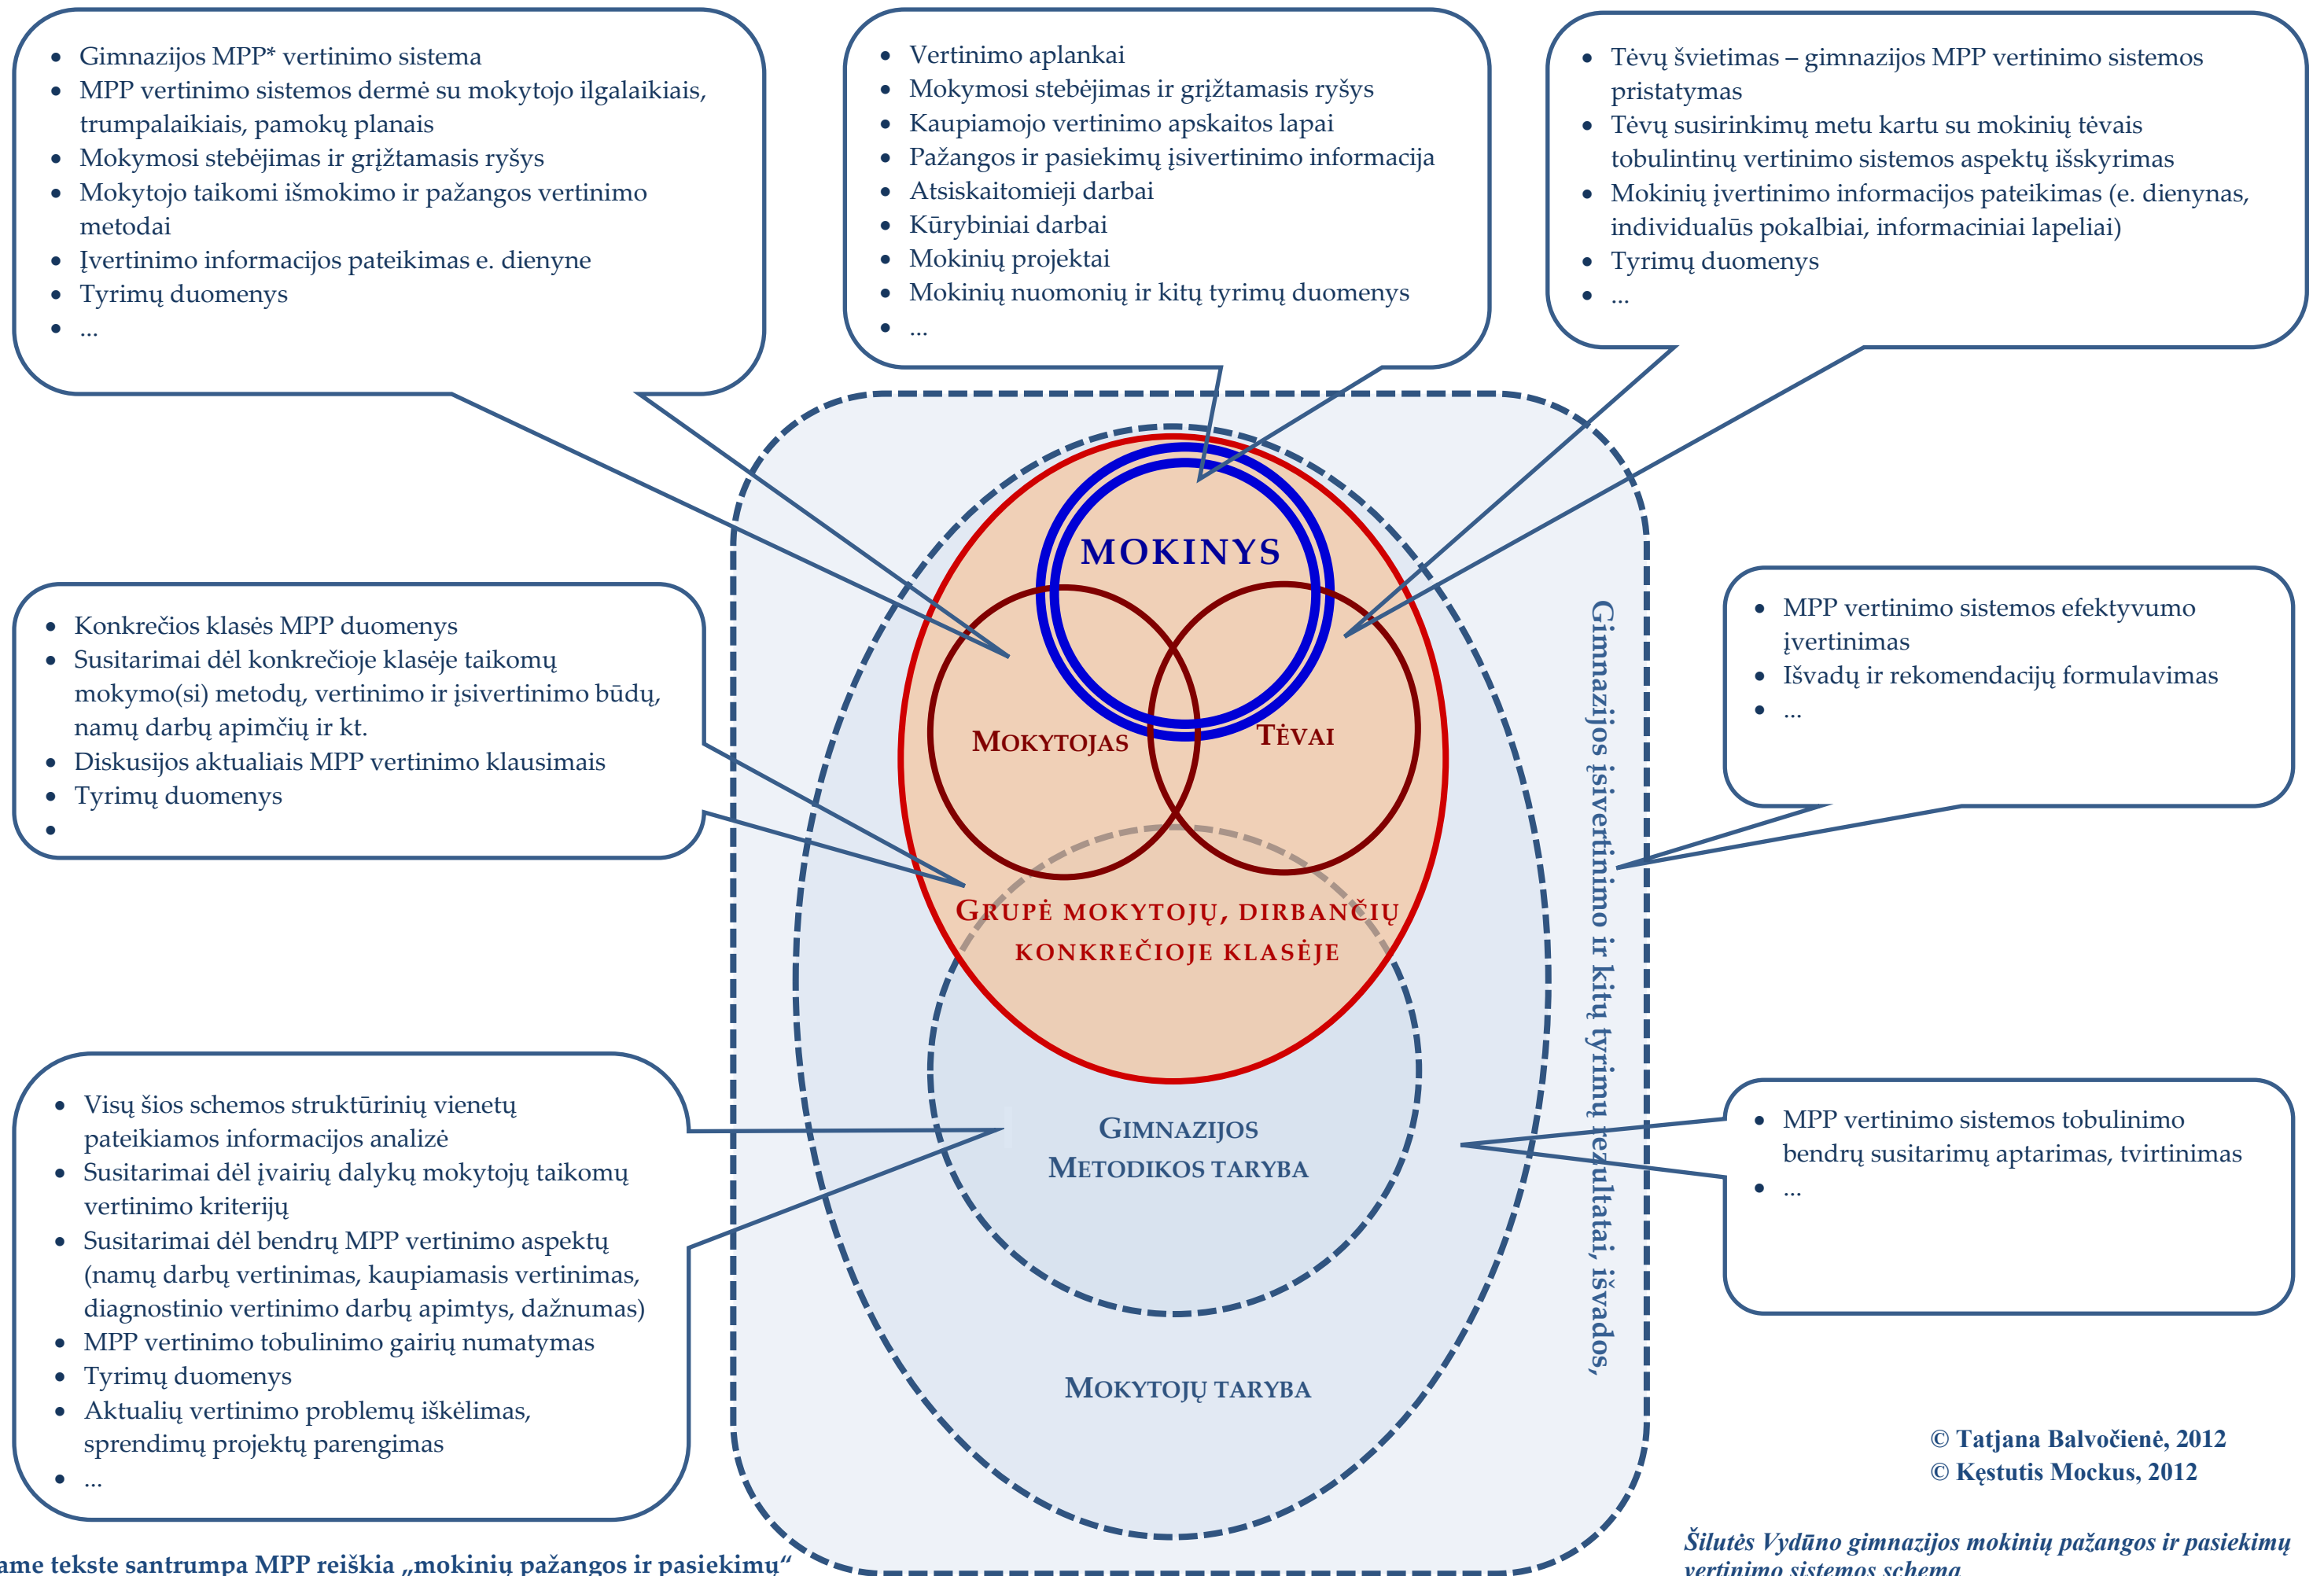 • Gimnazijos MPP* vertinimo sistema
• MPP vertinimo sistemos dermė su mokytojo ilgalaikiais,
trumpalaikiais, pamokų planais
• Mokymosi stebėjimas ir grįžtamasis ryšys
• Mokytojo taikomi išmokimo ir pažangos vertinimo
metodai
• Įvertinimo informacijos pateikimas e. dienyne
• Tyrimų duomenys
• ...
• Vertinimo aplankai
• Mokymosi stebėjimas ir grįžtamasis ryšys
• Kaupiamojo vertinimo apskaitos lapai
• Pažangos ir pasiekimų įsivertinimo informacija
• Atsiskaitomieji darbai
• Kūrybiniai darbai
• Mokinių projektai
• Mokinių nuomonių ir kitų tyrimų duomenys
• ...
• Tėvų švietimas – gimnazijos MPP vertinimo sistemos
pristatymas
• Tėvų susirinkimų metu kartu su mokinių tėvais
tobulintinų vertinimo sistemos aspektų išskyrimas
• Mokinių įvertinimo informacijos pateikimas (e. dienynas,
individualūs pokalbiai, informaciniai lapeliai)
• Tyrimų duomenys
• ...
• Konkrečios klasės MPP duomenys
• Susitarimai dėl konkrečioje klasėje taikomų
mokymo(si) metodų, vertinimo ir įsivertinimo būdų,
namų darbų apimčių ir kt.
• Diskusijos aktualiais MPP vertinimo klausimais
• Tyrimų duomenys
•
MOKINYS
MOKYTOJAS
TĖVAI
GRUPĖ MOKYTOJŲ, DIRBANČIŲ
KONKREČIOJE KLASĖJE
GIMNAZIJOS
METODIKOS TARYBA
MOKYTOJŲ TARYBA
Gimnazijos įsivertinimo ir kitų tyrimų rezultatai, išvados,
• MPP vertinimo sistemos efektyvumo
įvertinimas
• Išvadų ir rekomendacijų formulavimas
• ...
• Visų šios schemos struktūrinių vienetų
pateikiamos informacijos analizė
• Susitarimai dėl įvairių dalykų mokytojų taikomų
vertinimo kriterijų
• Susitarimai dėl bendrų MPP vertinimo aspektų
(namų darbų vertinimas, kaupiamasis vertinimas,
diagnostinio vertinimo darbų apimtys, dažnumas)
• MPP vertinimo tobulinimo gairių numatymas
• Tyrimų duomenys
• Aktualių vertinimo problemų iškėlimas,
sprendimų projektų parengimas
• ...
• MPP vertinimo sistemos tobulinimo
bendrų susitarimų aptarimas, tvirtinimas
• ...
© Tatjana Balvočienė, 2012
© Kęstutis Mockus, 2012
ame tekste santrumpa MPP reiškia „mokinių pažangos ir pasiekimų“
Šilutės Vydūno gimnazijos mokinių pažangos ir pasiekimų
vertinimo sistemos schema